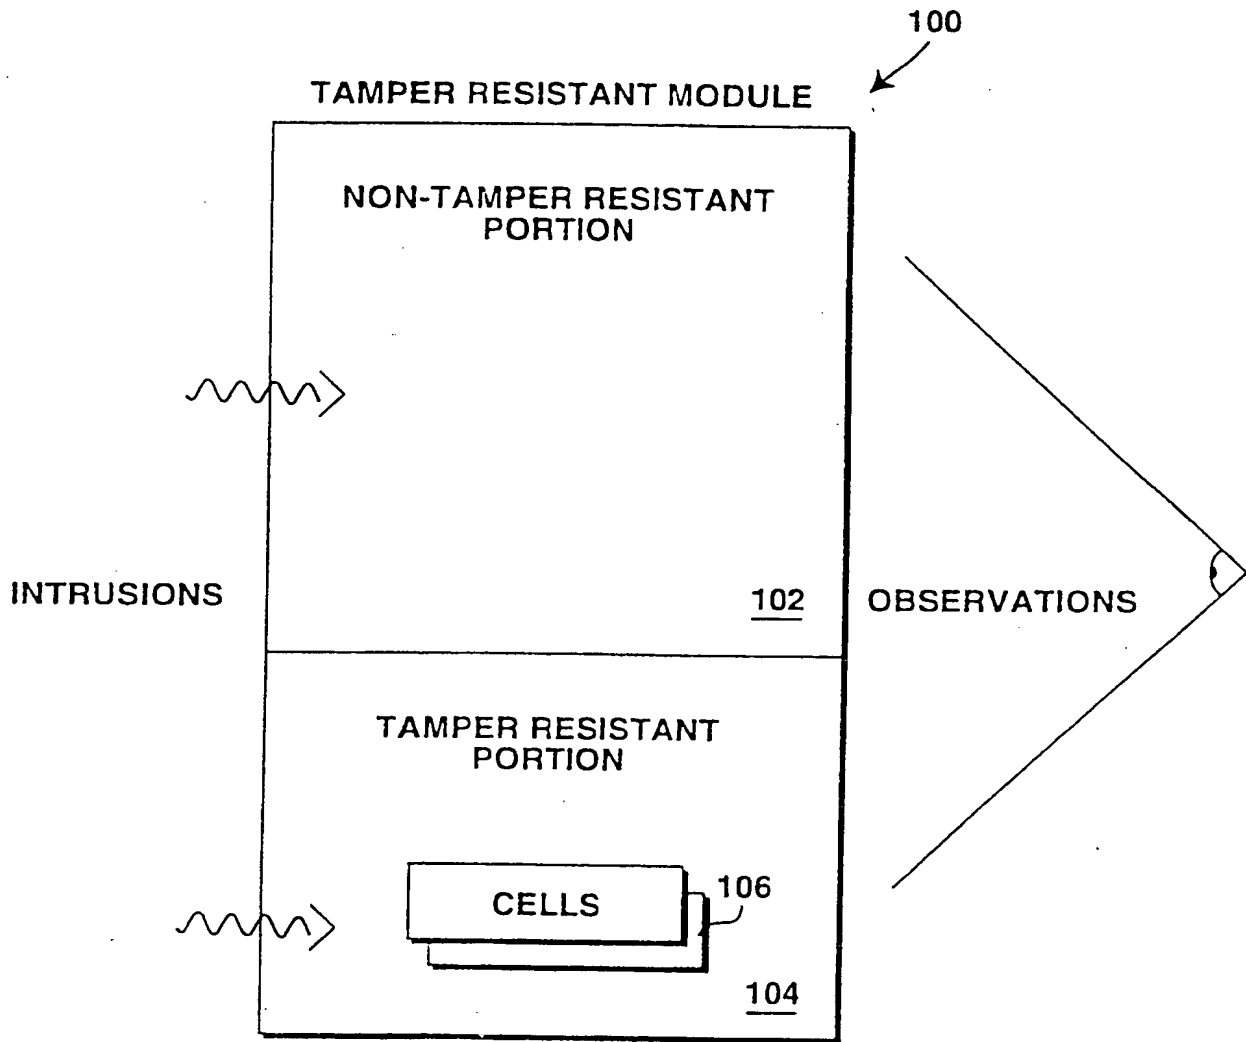 100
TAMPER RESISTANT MODULE
NON-TAMPER RESISTANT
PORTION
INTRUSIONS
102
OBSERVATIONS
TAMPER RESISTANT
PORTION
CELLS
106
104